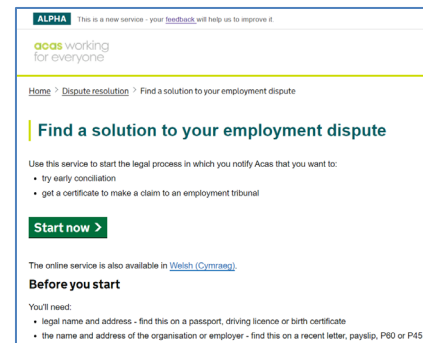 ALPHA This is a new service - your feedback will help us to improve it.
acas working
for everyone
Home > Dispute resolution > Find a solution to your employment dispute
Find a solution to your employment dispute
Use this service to start the legal process in which you notify Acas that you want to:
• try early conciliation
• get a certificate to make a claim to an employment tribunal
Start now >
The online service is also available in Welsh (Cymraeg).
Before you start
You'll need:
• legal name and address - find this on a passport, driving licence or birth certificate
• the name and address of the organisation or employer - find this on a recent letter, payslip, P60 or P45